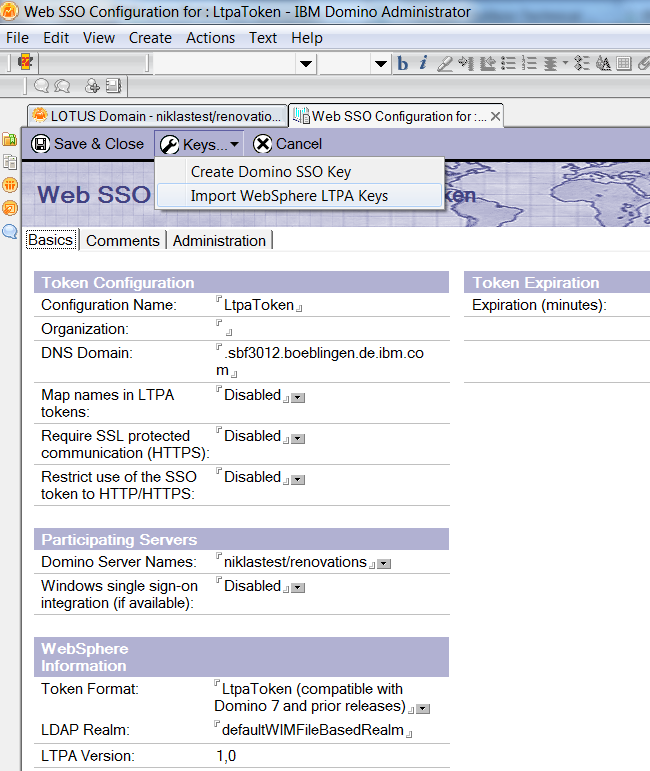 Web SSO Configuration for : LtpaToken - IBM Domino Administrator
File Edit View Create Actions Text Help
b i
LOTUS Domain - niklastest/renovatio... Web SSO Configuration for :...
Save & Close Keys... Cancel
Create Domino SSO Key
Import WebSphere LTPA Keys
Web SSO
Basics Comments Administration
Token Configuration
Configuration Name: LtpaToken
Organization:
DNS Domain: .sbf3012.boeblingen.de.ibm.co
m
Map names in LTPA Disabled
tokens:
Require SSL protected Disabled
communication (HTTPS):
Restrict use of the SSO Disabled
token to HTTP/HTTPS:
Token Expiration
Expiration (minutes):
Participating Servers
Domino Server Names: niklastest/renovations
Windows single sign-on Disabled
integration (if available):
WebSphere
Information
Token Format: LtpaToken (compatible with
Domino 7 and prior releases)
LDAP Realm: defaultWIMFileBasedRealm
LTPA Version: 1,0